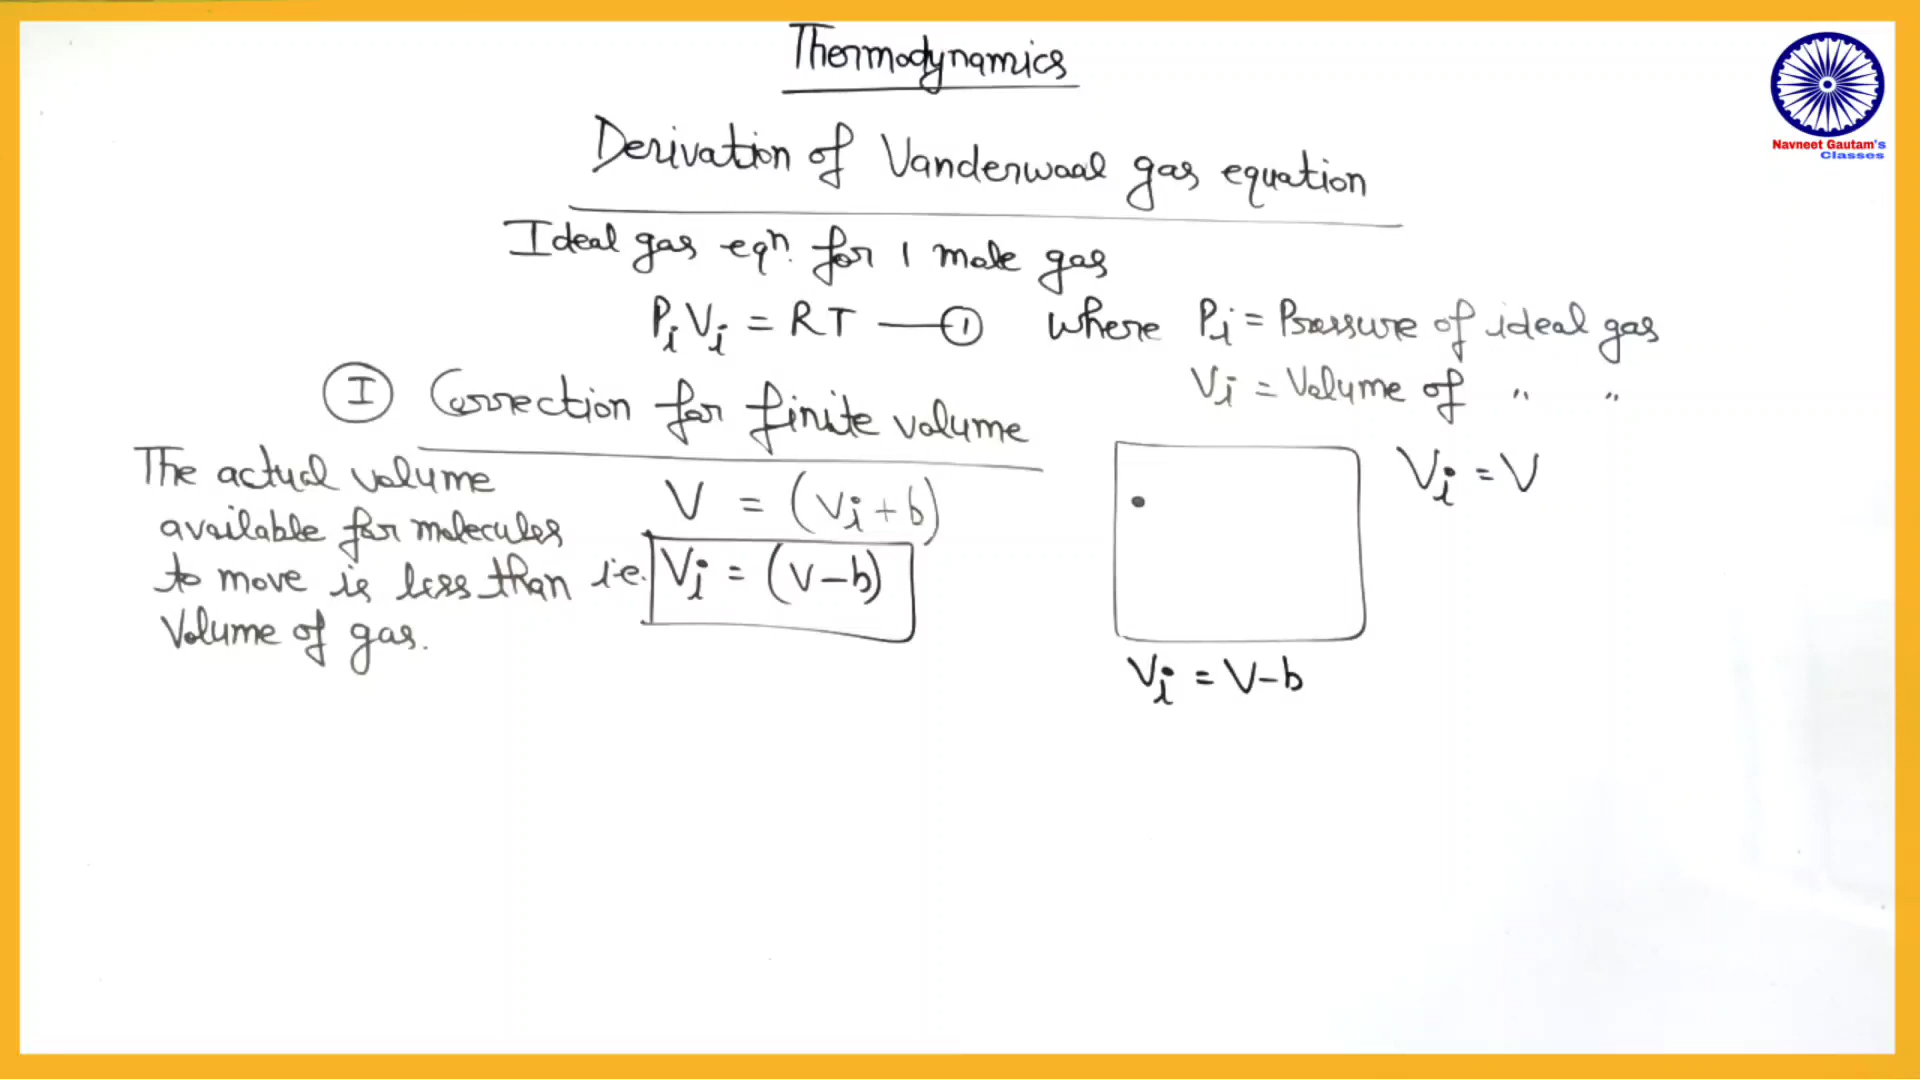 Thermodynamics
Navneet Gautam's
Classes
Derivation of Vanderwaal gas equation
Ideal gas eqn. for 1 mole gas
PiVi = RT — ① where Pi = Pressure of ideal gas
Vi = Volume of " "
Ⓘ Correction for finite volume
The actual volume
available for molecules
to move is less than
Volume of gas.
V = (Vi + b)
i.e. Vi = (V-b)
Vi = V
Vi = V-b